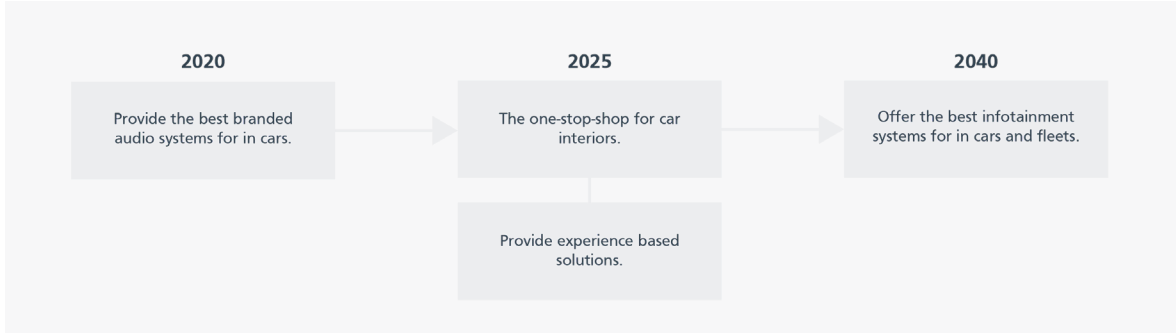 2020
Provide the best branded
audio systems for in cars.
2025
The one-stop-shop for car
interiors.
Provide experience based
solutions.
2040
Offer the best infotainment
systems for in cars and fleets.